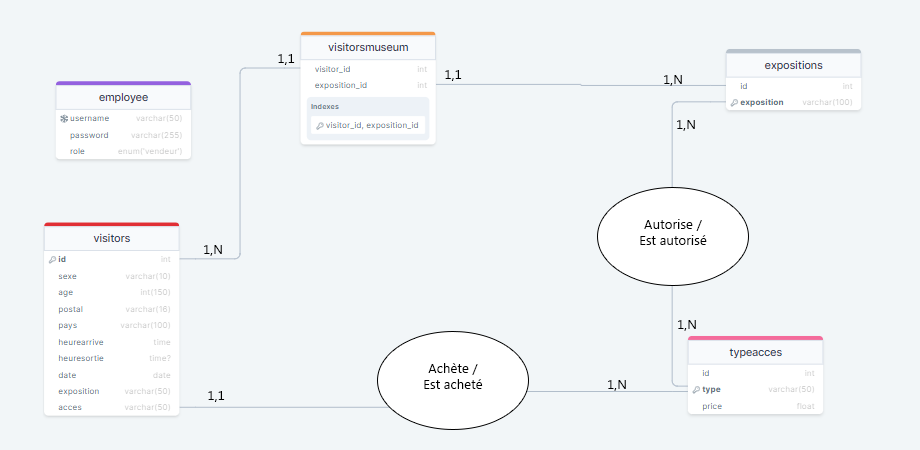 visitorsmuseum
visitor_id int
exposition_id int
Indexes
visitor_id, exposition_id
1,1
1,1
1,N
expositions
id int
exposition varchar(100)
1,N
employee
username varchar(50)
password varchar(255)
role enum('vendeur')
Autorise /
Est autorisé
visitors
id int
sexe varchar(10)
age int(150)
postal varchar(16)
pays varchar(100)
heurearrive time
heuresortie time?
date date
exposition varchar(50)
acces varchar(50)
1,N
1,N
typeacces
id int
type varchar(50)
price float
Achète /
Est acheté
1,1
1,N